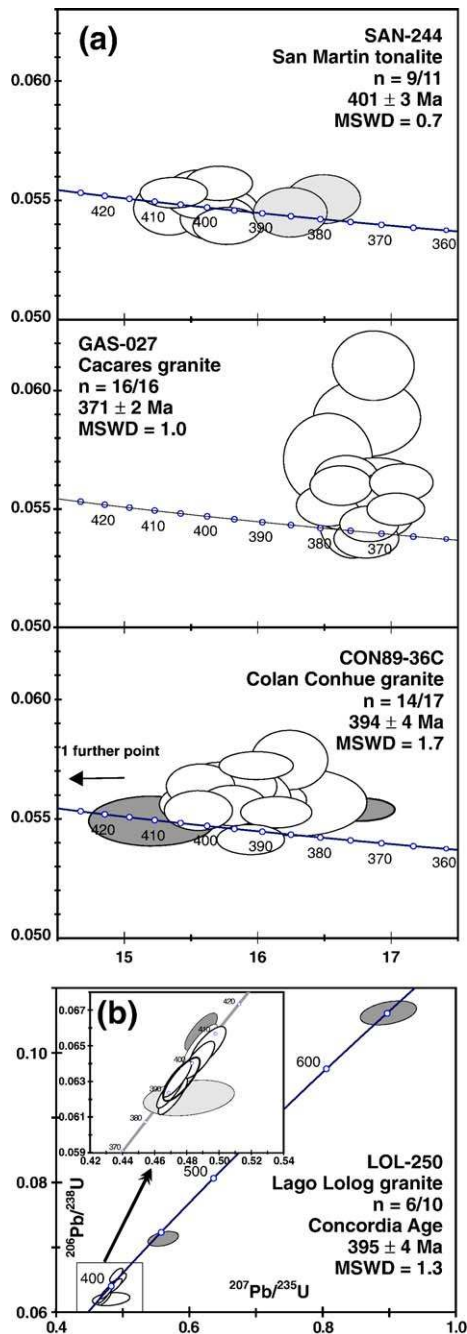 (a)
SAN-244
San Martin tonalite
n = 9/11
401 ± 3 Ma
MSWD = 0.7
0.060
0.055
0.050
420
410
400
390
380
370
360
GAS-027
Cacares granite
n = 16/16
371 ± 2 Ma
MSWD = 1.0
0.060
0.055
0.050
420
410
400
390
380
370
CON89-36C
Colan Conhue granite
n = 14/17
394 ± 4 Ma
MSWD = 1.7
1 further point
0.060
0.055
0.050
420
410
400
390
380
370
360
15
16
17
(b)
0.067
0.065
0.063
0.061
0.059
420
410
400
390
380
370
0.42 0.44 0.46 0.48 0.50 0.52 0.54
0.10
0.08
0.06
600
500
400
LOL-250
Lago Lolog granite
n = 6/10
Concordia Age
395 ± 4 Ma
MSWD = 1.3
206Pb/238U
207Pb/235U
0.4 0.6 0.8 1.0